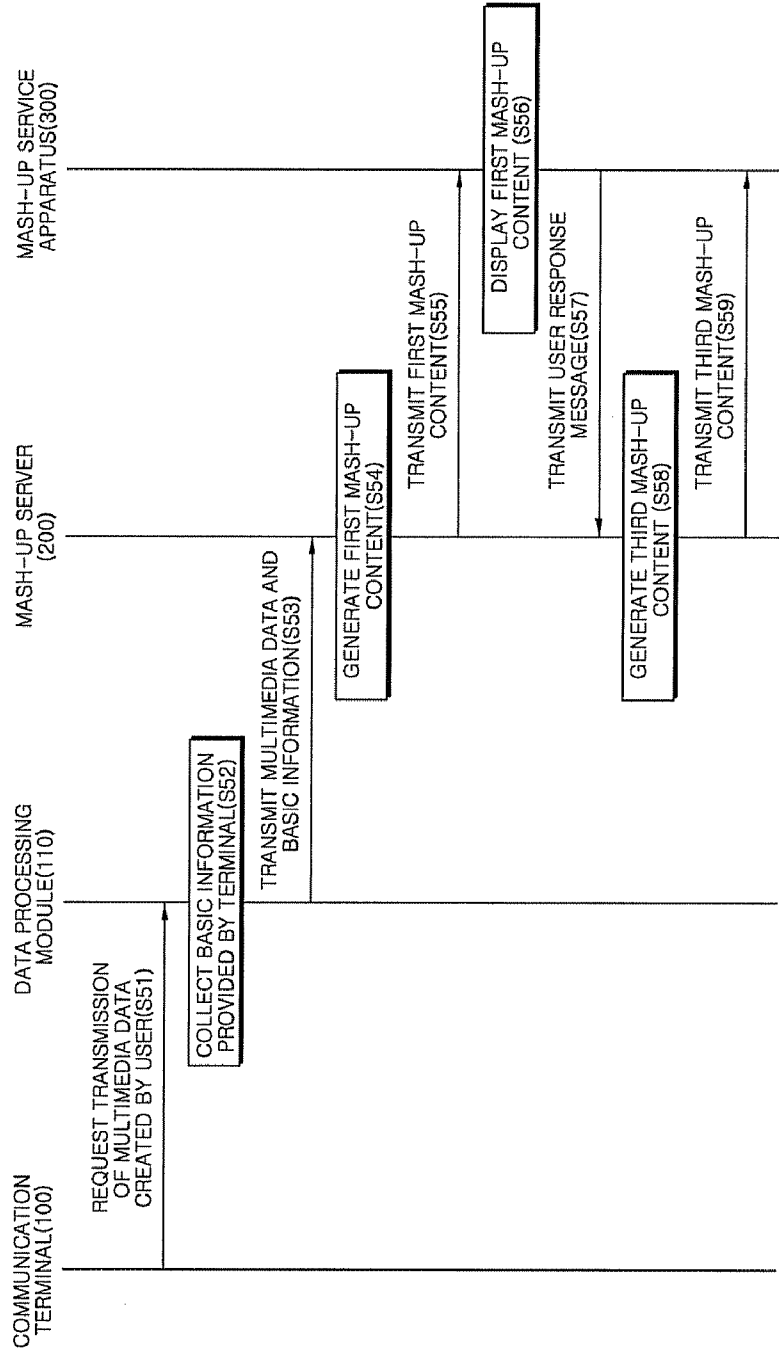 COMMUNICATION
TERMINAL(100)
DATA PROCESSING
MODULE(110)
MASH-UP SERVER
(200)
MASH-UP SERVICE
APPARATUS(300)
REQUEST TRANSMISSION
OF MULTIMEDIA DATA
CREATED BY USER(S51)
COLLECT BASIC INFORMATION
PROVIDED BY TERMINAL(S52)
TRANSMIT MULTIMEDIA DATA AND
BASIC INFORMATION(S53)
GENERATE FIRST MASH-UP
CONTENT(S54)
TRANSMIT FIRST MASH-UP
CONTENT(S55)
DISPLAY FIRST MASH-UP
CONTENT (S56)
TRANSMIT USER RESPONSE
MESSAGE(S57)
GENERATE THIRD MASH-UP
CONTENT (S58)
TRANSMIT THIRD MASH-UP
CONTENT(S59)